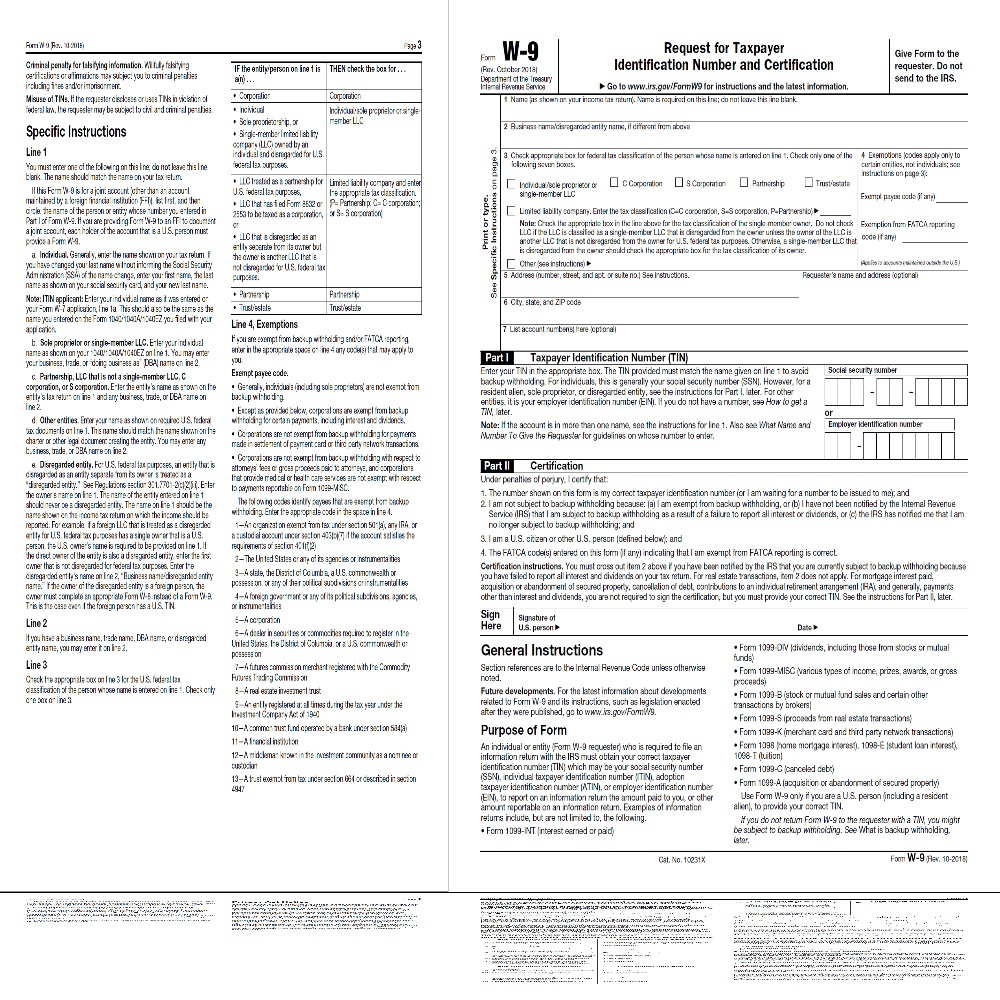 Form W-9 (Rev. 10-2018) Page 3
Criminal penalty for falsifying information. Willfully falsifying
certifications or affirmations may subject you to criminal penalties
including fines and/or imprisonment.
Misuse of TINs. If the requester discloses or uses TINs in violation of
federal law, the requester may be subject to civil and criminal penalties.
Specific Instructions
Line 1
You must enter one of the following on this line; do not leave this line
blank. The name should match the name on your tax return.
If this Form W-9 is for a joint account (other than an account
maintained by a foreign financial institution (FFI)), list first, and then
circle, the name of the person or entity whose number you entered in
Part I of Form W-9. If you are providing Form W-9 to an FFI to document
a joint account, each holder of the account that is a U.S. person must
provide a Form W-9.
a. Individual. Generally, enter the name shown on your tax return. If
you have changed your last name without informing the Social Security
Administration (SSA) of the name change, enter your first name, the last
name as shown on your social security card, and your new last name.
Note: ITIN applicant: Enter your individual name as it was entered on
your Form W-7 application, line 1a. This should also be the same as the
name you entered on the Form 1040/1040A/1040EZ you filed with your
application.
b. Sole proprietor or single-member LLC. Enter your individual
name as shown on your 1040/1040A/1040EZ on line 1. You may enter
your business, trade, or "doing business as" (DBA) name on line 2.
c. Partnership, LLC that is not a single-member LLC, C
corporation, or S corporation. Enter the entity's name as shown on the
entity's tax return on line 1 and any business, trade, or DBA name on
line 2.
d. Other entities. Enter your name as shown on required U.S. federal
tax documents on line 1. This name should match the name shown on the
charter or other legal document creating the entity. You may enter any
business, trade, or DBA name on line 2.
e. Disregarded entity. For U.S. federal tax purposes, an entity that is
disregarded as an entity separate from its owner is treated as a
"disregarded entity." See Regulations section 301.7701-2(c)(2)(iii). Enter
the owner's name on line 1. The name of the entity entered on line 1
should never be a disregarded entity. The name on line 1 should be the
name shown on the income tax return on which the income should be
reported. For example, if a foreign LLC that is treated as a disregarded
entity for U.S. federal tax purposes has a single owner that is a U.S.
person, the U.S. owner's name is required to be provided on line 1. If
the direct owner of the entity is also a disregarded entity, enter the first
owner that is not disregarded for federal tax purposes. Enter the
disregarded entity's name on line 2, "Business name/disregarded entity
name." If the owner of the disregarded entity is a foreign person, the
owner must complete an appropriate Form W-8 instead of a Form W-9.
This is the case even if the foreign person has a U.S. TIN.
Line 2
If you have a business name, trade name, DBA name, or disregarded
entity name, you may enter it on line 2.
Line 3
Check the appropriate box on line 3 for the U.S. federal tax
classification of the person whose name is entered on line 1. Check only
one box on line 3.
IF the entity/person on line 1 is
a(n) . . .
THEN check the box for . . .
• Corporation
Corporation
• Individual
• Sole proprietorship, or
• Single-member limited liability
company (LLC) owned by an
individual and disregarded for U.S.
federal tax purposes.
Individual/sole proprietor or single-
member LLC
• LLC treated as a partnership for
U.S. federal tax purposes,
• LLC that has filed Form 8832 or
2553 to be taxed as a corporation,
or
• LLC that is disregarded as an
entity separate from its owner but
the owner is another LLC that is
not disregarded for U.S. federal tax
purposes.
Limited liability company and enter
the appropriate tax classification.
(P= Partnership; C= C corporation;
or S= S corporation)
• Partnership
Partnership
• Trust/estate
Trust/estate
Line 4, Exemptions
If you are exempt from backup withholding and/or FATCA reporting,
enter in the appropriate space on line 4 any code(s) that may apply to
you.
Exempt payee code.
• Generally, individuals (including sole proprietors) are not exempt from
backup withholding.
• Except as provided below, corporations are exempt from backup
withholding for certain payments, including interest and dividends.
• Corporations are not exempt from backup withholding for payments
made in settlement of payment card or third party network transactions.
• Corporations are not exempt from backup withholding with respect to
attorneys' fees or gross proceeds paid to attorneys, and corporations
that provide medical or health care services are not exempt with respect
to payments reportable on Form 1099-MISC.
The following codes identify payees that are exempt from backup
withholding. Enter the appropriate code in the space in line 4.
1—An organization exempt from tax under section 501(a), any IRA, or
a custodial account under section 403(b)(7) if the account satisfies the
requirements of section 401(f)(2)
2—The United States or any of its agencies or instrumentalities
3—A state, the District of Columbia, a U.S. commonwealth or
possession, or any of their political subdivisions or instrumentalities
4—A foreign government or any of its political subdivisions, agencies,
or instrumentalities
5—A corporation
6—A dealer in securities or commodities required to register in the
United States, the District of Columbia, or a U.S. commonwealth or
possession
7—A futures commission merchant registered with the Commodity
Futures Trading Commission
8—A real estate investment trust
9—An entity registered at all times during the tax year under the
Investment Company Act of 1940
10—A common trust fund operated by a bank under section 584(a)
11—A financial institution
12—A middleman known in the investment community as a nominee or
custodian
13—A trust exempt from tax under section 664 or described in section
4947
Form W-9
(Rev. October 2018)
Department of the Treasury
Internal Revenue Service
Request for Taxpayer
Identification Number and Certification
▶ Go to www.irs.gov/FormW9 for instructions and the latest information.
Give Form to the
requester. Do not
send to the IRS.
Print or type.
See Specific Instructions on page 3.
1 Name (as shown on your income tax return). Name is required on this line; do not leave this line blank.
2 Business name/disregarded entity name, if different from above
3 Check appropriate box for federal tax classification of the person whose name is entered on line 1. Check only one of the
following seven boxes.
Individual/sole proprietor or
single-member LLC
C Corporation
S Corporation
Partnership
Trust/estate
Limited liability company. Enter the tax classification (C=C corporation, S=S corporation, P=Partnership) ▶
Note: Check the appropriate box in the line above for the tax classification of the single-member owner. Do not check
LLC if the LLC is classified as a single-member LLC that is disregarded from the owner unless the owner of the LLC is
another LLC that is not disregarded from the owner for U.S. federal tax purposes. Otherwise, a single-member LLC that
is disregarded from the owner should check the appropriate box for the tax classification of its owner.
Other (see instructions) ▶
4 Exemptions (codes apply only to
certain entities, not individuals; see
instructions on page 3):
Exempt payee code (if any)
Exemption from FATCA reporting
code (if any)
(Applies to accounts maintained outside the U.S.)
5 Address (number, street, and apt. or suite no.) See instructions.
Requester's name and address (optional)
6 City, state, and ZIP code
7 List account number(s) here (optional)
Part I Taxpayer Identification Number (TIN)
Enter your TIN in the appropriate box. The TIN provided must match the name given on line 1 to avoid
backup withholding. For individuals, this is generally your social security number (SSN). However, for a
resident alien, sole proprietor, or disregarded entity, see the instructions for Part I, later. For other
entities, it is your employer identification number (EIN). If you do not have a number, see How to get a
TIN, later.
Note: If the account is in more than one name, see the instructions for line 1. Also see What Name and
Number To Give the Requester for guidelines on whose number to enter.
Social security number
– –
or
Employer identification number
–
Part II Certification
Under penalties of perjury, I certify that:
1. The number shown on this form is my correct taxpayer identification number (or I am waiting for a number to be issued to me); and
2. I am not subject to backup withholding because: (a) I am exempt from backup withholding, or (b) I have not been notified by the Internal Revenue
Service (IRS) that I am subject to backup withholding as a result of a failure to report all interest or dividends, or (c) the IRS has notified me that I am
no longer subject to backup withholding; and
3. I am a U.S. citizen or other U.S. person (defined below); and
4. The FATCA code(s) entered on this form (if any) indicating that I am exempt from FATCA reporting is correct.
Certification instructions. You must cross out item 2 above if you have been notified by the IRS that you are currently subject to backup withholding because
you have failed to report all interest and dividends on your tax return. For real estate transactions, item 2 does not apply. For mortgage interest paid,
acquisition or abandonment of secured property, cancellation of debt, contributions to an individual retirement arrangement (IRA), and generally, payments
other than interest and dividends, you are not required to sign the certification, but you must provide your correct TIN. See the instructions for Part II, later.
Sign
Here
Signature of
U.S. person ▶
Date ▶
General Instructions
Section references are to the Internal Revenue Code unless otherwise
noted.
Future developments. For the latest information about developments
related to Form W-9 and its instructions, such as legislation enacted
after they were published, go to www.irs.gov/FormW9.
Purpose of Form
An individual or entity (Form W-9 requester) who is required to file an
information return with the IRS must obtain your correct taxpayer
identification number (TIN) which may be your social security number
(SSN), individual taxpayer identification number (ITIN), adoption
taxpayer identification number (ATIN), or employer identification number
(EIN), to report on an information return the amount paid to you, or other
amount reportable on an information return. Examples of information
returns include, but are not limited to, the following.
• Form 1099-INT (interest earned or paid)
• Form 1099-DIV (dividends, including those from stocks or mutual
funds)
• Form 1099-MISC (various types of income, prizes, awards, or gross
proceeds)
• Form 1099-B (stock or mutual fund sales and certain other
transactions by brokers)
• Form 1099-S (proceeds from real estate transactions)
• Form 1099-K (merchant card and third party network transactions)
• Form 1098 (home mortgage interest), 1098-E (student loan interest),
1098-T (tuition)
• Form 1099-C (canceled debt)
• Form 1099-A (acquisition or abandonment of secured property)
Use Form W-9 only if you are a U.S. person (including a resident
alien), to provide your correct TIN.
If you do not return Form W-9 to the requester with a TIN, you might
be subject to backup withholding. See What is backup withholding,
later.
Cat. No. 10231X
Form W-9 (Rev. 10-2018)